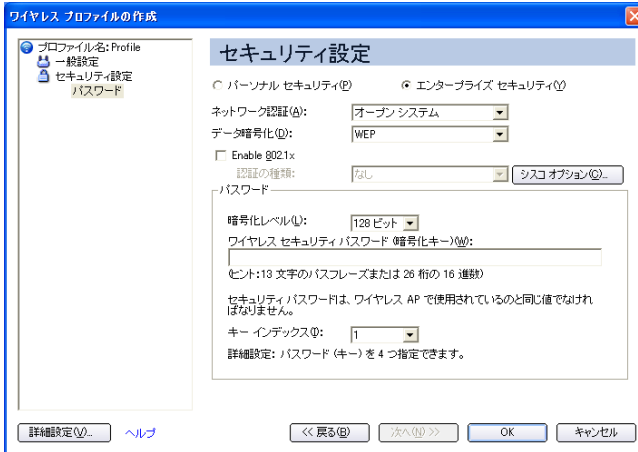 ワイヤレス プロファイルの作成
プロファイル名: Profile
一般設定
セキュリティ設定
パスワード
セキュリティ設定
パーソナル セキュリティ(P)
エンタープライズ セキュリティ(Y)
ネットワーク認証(A):
オープン システム
データ暗号化(D):
WEP
Enable 802.1x
認証の種類:
なし
シスコ オプション(C)...
パスワード
暗号化レベル(L):
128 ビット
ワイヤレス セキュリティ パスワード (暗号化キー)(W):
(ヒント:13 文字のパスフレーズまたは 26 桁の 16 進数)
セキュリティ パスワードは、ワイヤレス AP で使用されているのと同じ値でなけれ
ばなりません。
キー インデックス(I):
1
詳細設定: パスワード (キー) を 4 つ指定できます。
詳細設定(V)...
ヘルプ
<< 戻る(B)
次へ(N) >>
OK
キャンセル